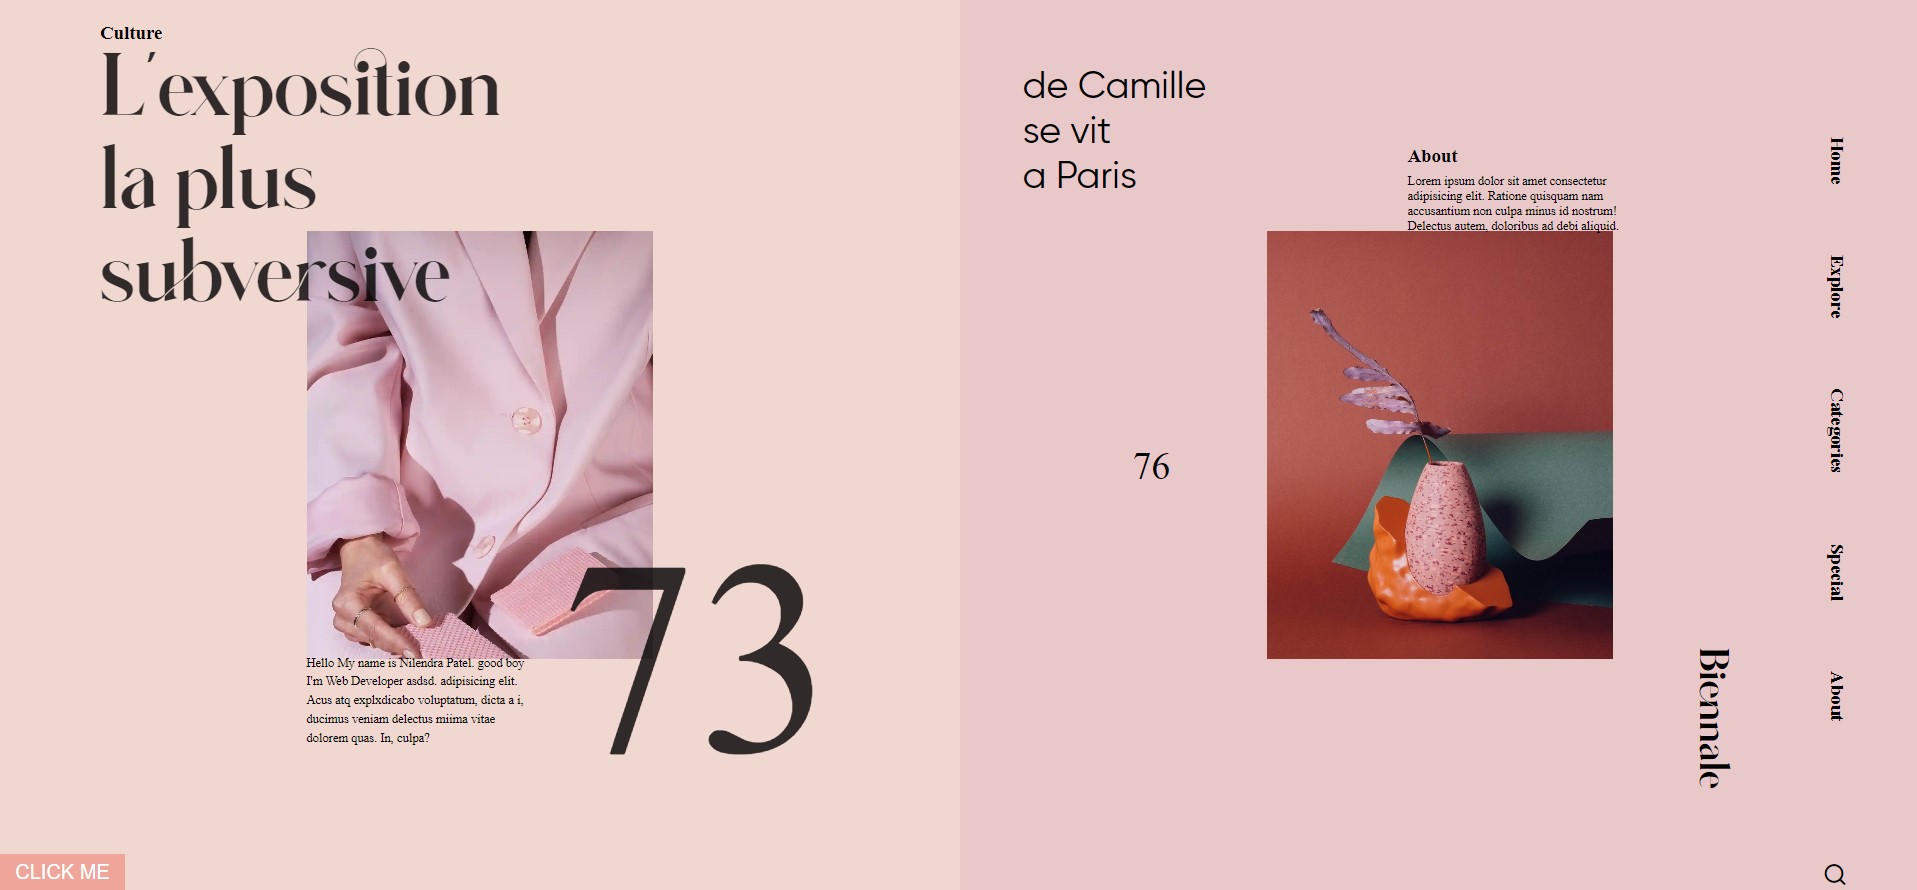 Culture
L'exposition
la plus
subversive
Hello My name is Nilendra Patel. good boy
I'm Web Developer asdsd. adipisicing elit.
Acus atq explxdicabo voluptatum, dicta a i,
ducimus veniam delectus miima vitae
dolorem quas. In, culpa?
73
CLICK ME
de Camille
se vit
a Paris
About
Lorem ipsum dolor sit amet consectetur
adipisicing elit. Ratione quisquam nam
accusantium non culpa minus id nostrum!
Delectus autem, doloribus ad debi aliquid.
76
Biennale
Home
Explore
Categories
Special
About